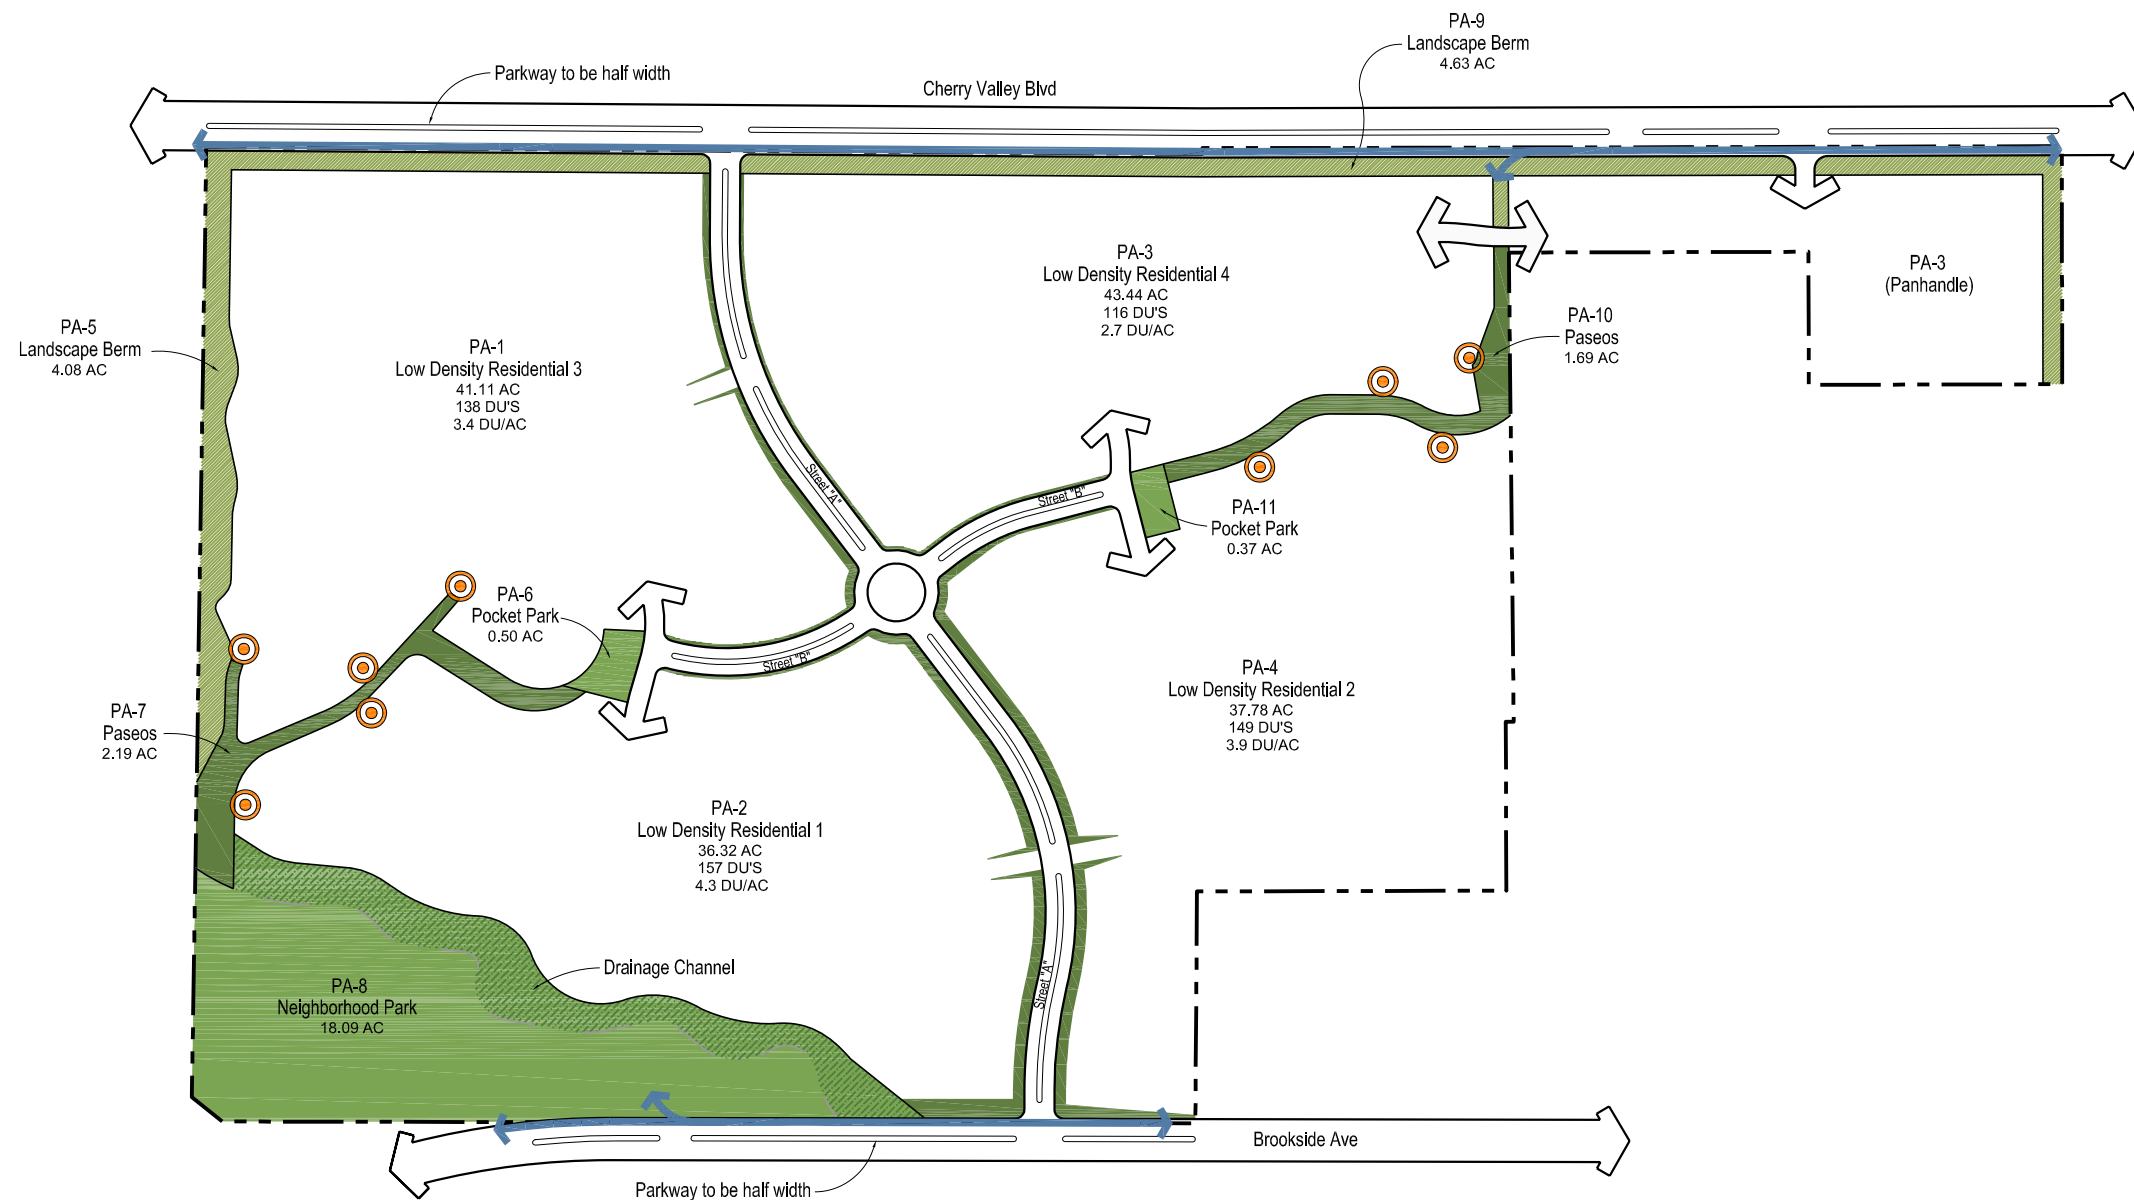 PA-9
Landscape Berm
4.63 AC
Parkway to be half width
Cherry Valley Blvd
PA-3
Low Density Residential 4
43.44 AC
116 DU'S
2.7 DU/AC
PA-3
(Panhandle)
PA-5
Landscape Berm
4.08 AC
PA-1
Low Density Residential 3
41.11 AC
138 DU'S
3.4 DU/AC
PA-10
Paseos
1.69 AC
Street "A"
Street "B"
PA-11
Pocket Park
0.37 AC
PA-6
Pocket Park
0.50 AC
Street "B"
PA-4
Low Density Residential 2
37.78 AC
149 DU'S
3.9 DU/AC
PA-7
Paseos
2.19 AC
PA-2
Low Density Residential 1
36.32 AC
157 DU'S
4.3 DU/AC
Drainage Channel
Street "A"
PA-8
Neighborhood Park
18.09 AC
Brookside Ave
Parkway to be half width